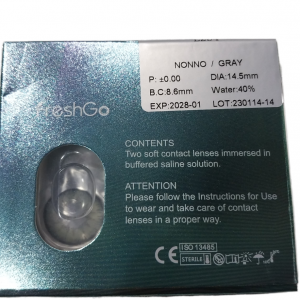 NONNO / GRAY
P: ±0.00 DIA:14.5mm
B.C:8.6mm Water:40%
EXP:2028-01 LOT:230114-14
freshGo
CONTENTS
Two soft contact lenses immersed in
buffered saline solution.
ATTENTION
Please follow the Instructions for Use
to wear and take care of contact
lenses in a proper way.
CE ISO 13485
STERILE